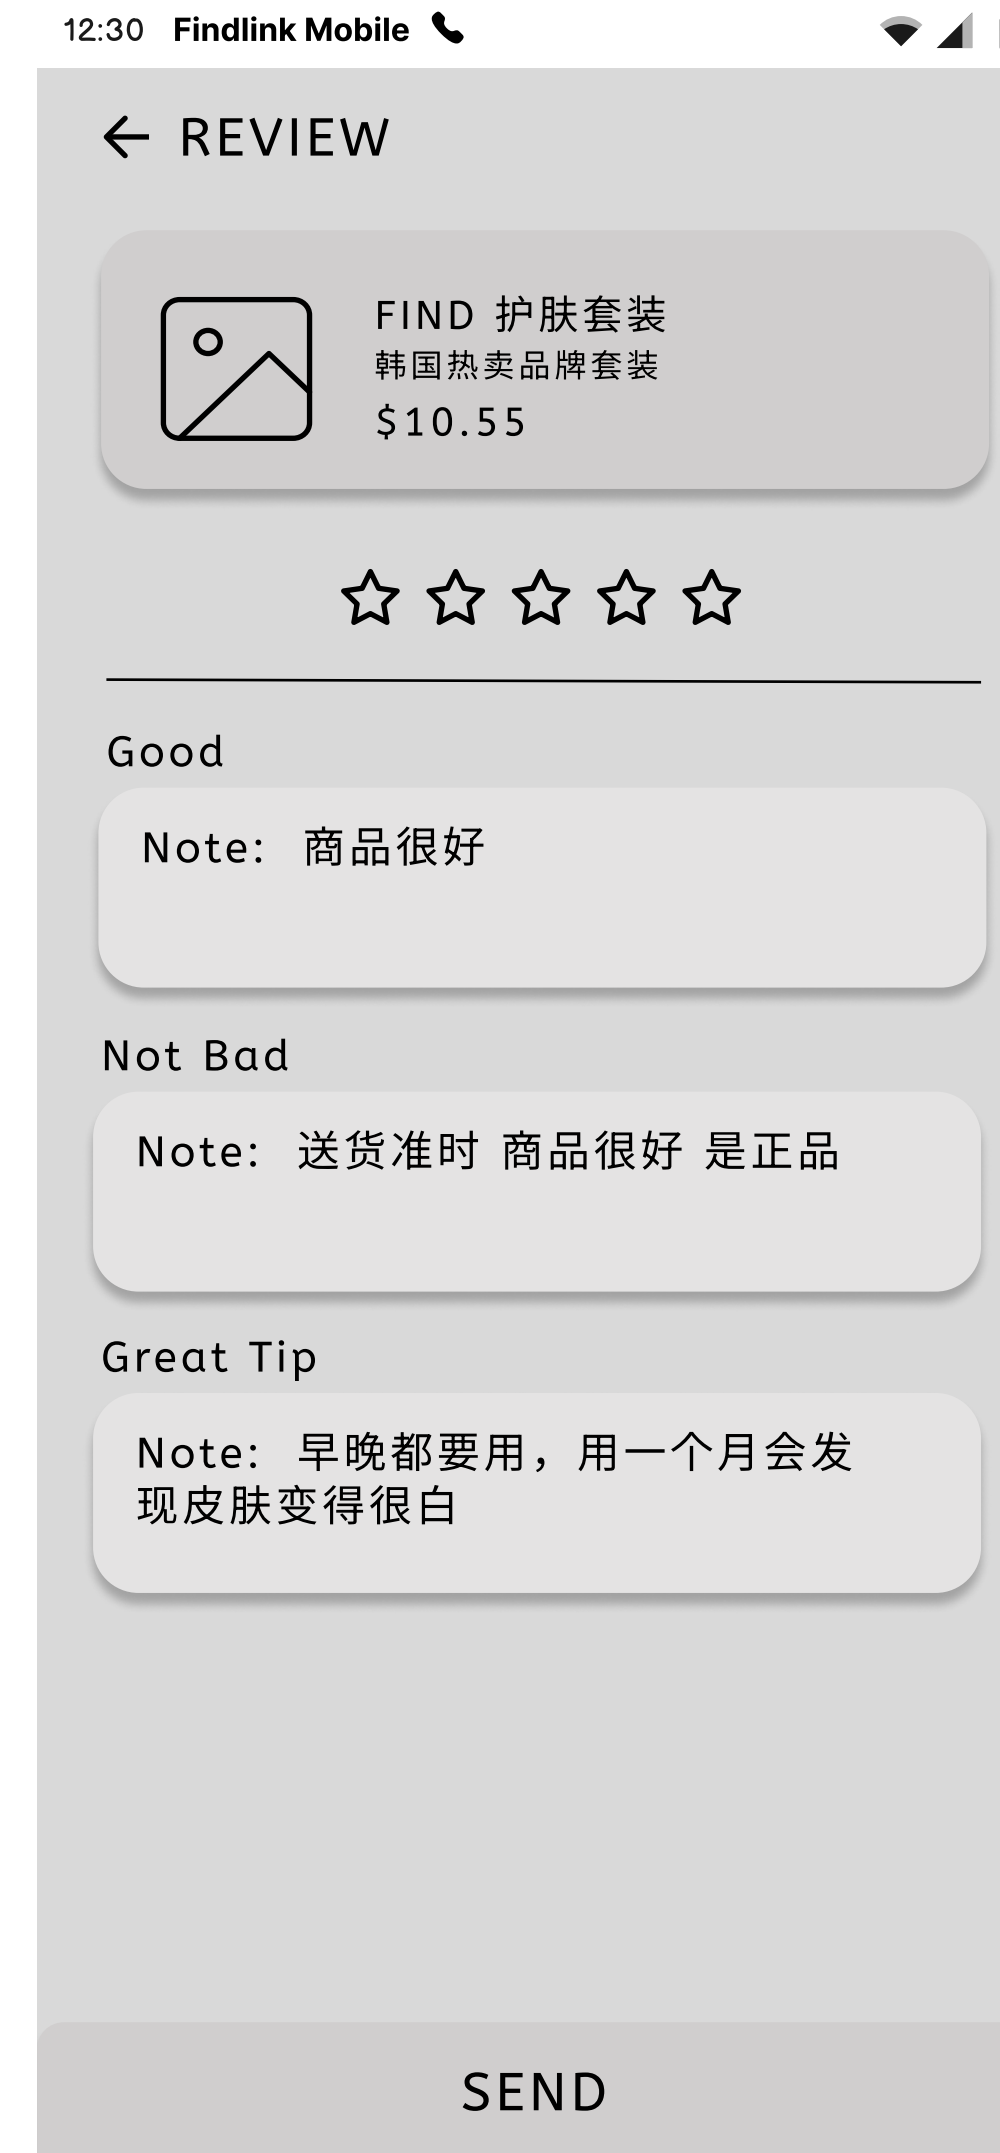 12:30 Findlink Mobile
REVIEW
FIND 护肤套装
韩国热卖品牌套装
$10.55
Good
Note: 商品很好
Not Bad
Note: 送货准时 商品很好 是正品
Great Tip
Note: 早晚都要用，用一个月会发
现皮肤变得很白
SEND